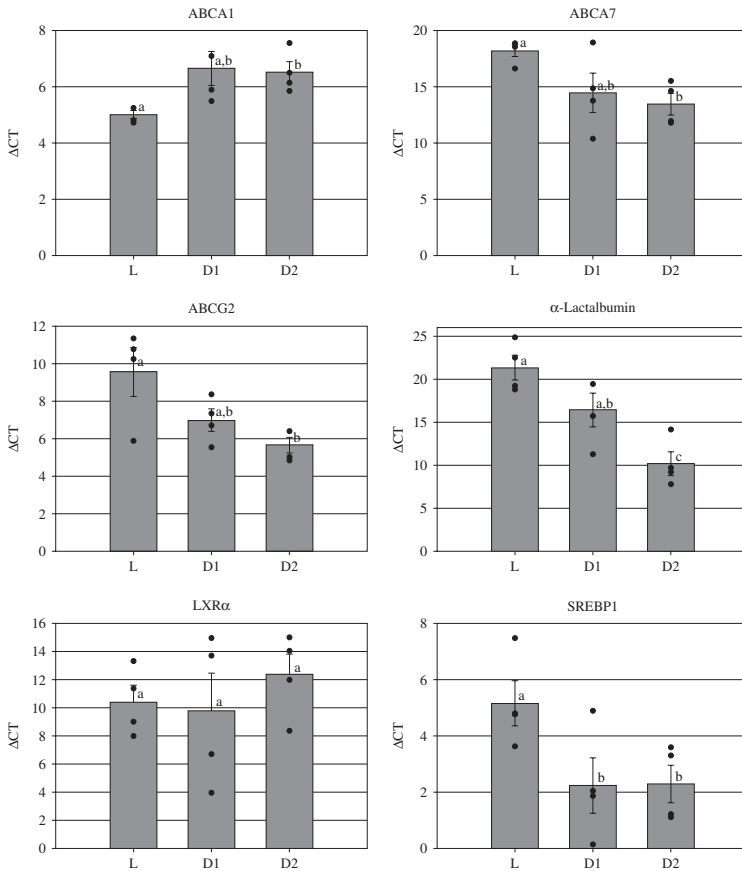 ABCA1
ΔCT
8
6
4
2
0
a
a,b
b
L D1 D2
ABCA7
ΔCT
20
15
10
5
0
a
a,b
b
L D1 D2
ABCG2
ΔCT
12
10
8
6
4
2
0
a
a,b
b
L D1 D2
α-Lactalbumin
ΔCT
25
20
15
10
5
0
a
a,b
c
L D1 D2
LXRα
ΔCT
16
14
12
10
8
6
4
2
0
a
a
a
L D1 D2
SREBP1
ΔCT
8
6
4
2
0
a
b
b
L D1 D2